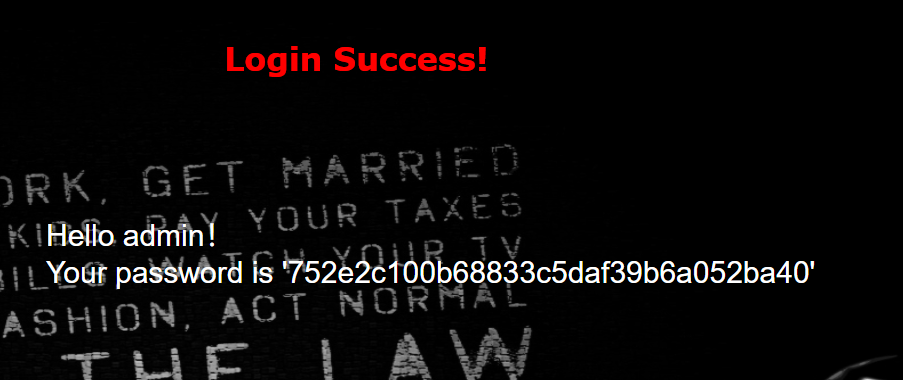 Login Success!
ORK, GET MARRIED
KIDS, PAY YOUR TAXES
Hello admin!
BILLS, WATCH YOUR TV
Your password is '752e2c100b68833c5daf39b6a052ba40'
ASHION, ACT NORMAL
THE LAW